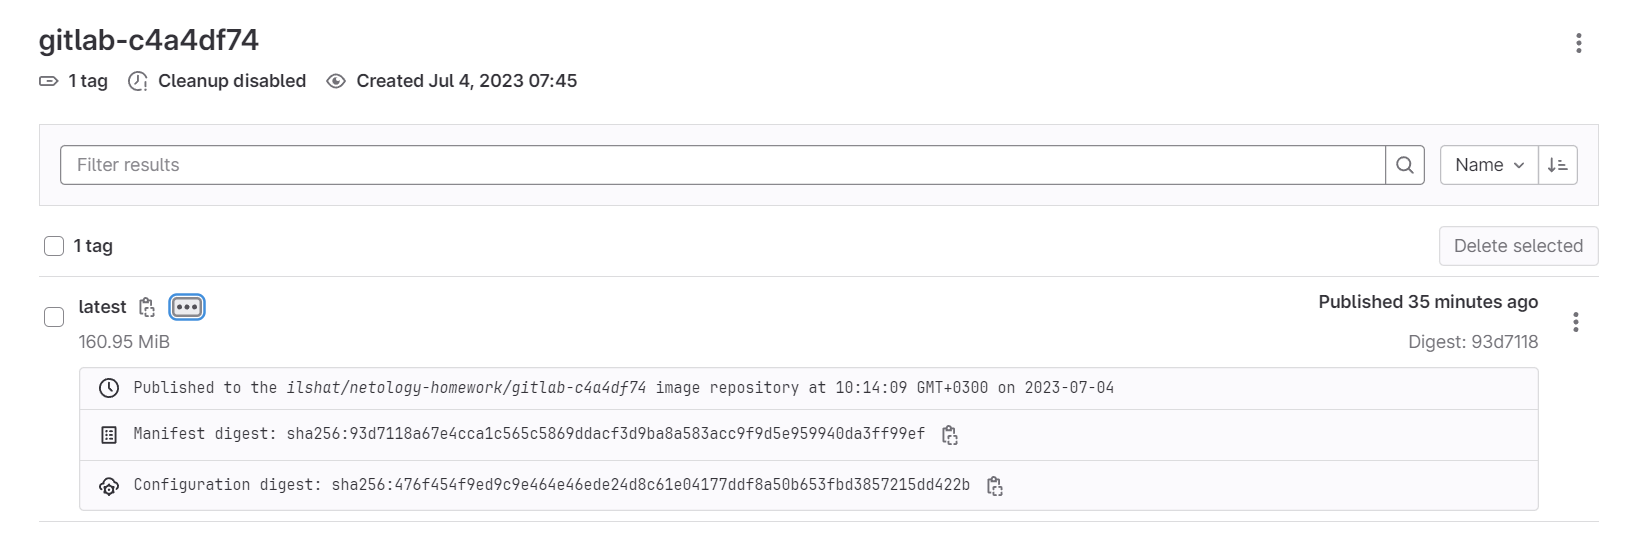 gitlab-c4a4df74
1 tag Cleanup disabled Created Jul 4, 2023 07:45
Filter results Name
1 tag Delete selected
latest Published 35 minutes ago
160.95 MiB Digest: 93d7118
Published to the ilshat/netology-homework/gitlab-c4a4df74 image repository at 10:14:09 GMT+0300 on 2023-07-04
Manifest digest: sha256:93d7118a67e4cca1c565c5869ddacf3d9ba8a583acc9f9d5e959940da3ff99ef
Configuration digest: sha256:476f454f9ed9c9e464e46ede24d8c61e04177ddf8a50b653fbd3857215dd422b